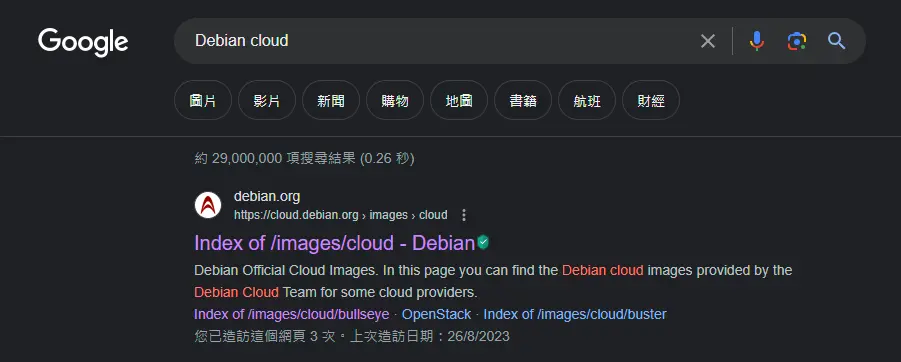 Google
Debian cloud
圖片 影片 新聞 購物 地圖 書籍 航班 財經
約 29,000,000 項搜尋結果 (0.26 秒)
debian.org
https://cloud.debian.org › images › cloud
Index of /images/cloud - Debian
Debian Official Cloud Images. In this page you can find the Debian cloud images provided by the
Debian Cloud Team for some cloud providers.
Index of /images/cloud/bullseye · OpenStack · Index of /images/cloud/buster
您已造訪這個網頁 3 次。上次造訪日期：26/8/2023